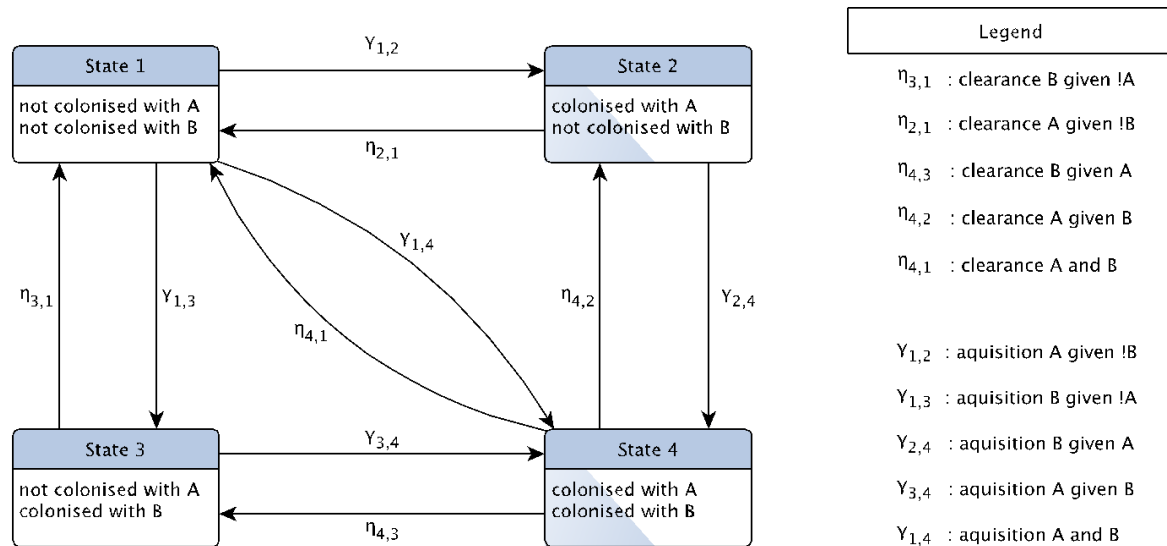 State 1
not colonised with A
not colonised with B
γ1,2
State 2
colonised with A
not colonised with B
η2,1
γ1,4
η3,1
γ1,3
η4,1
η4,2
γ2,4
State 3
not colonised with A
colonised with B
γ3,4
State 4
colonised with A
colonised with B
η4,3
Legend
η3,1 : clearance B given !A
η2,1 : clearance A given !B
η4,3 : clearance B given A
η4,2 : clearance A given B
η4,1 : clearance A and B
γ1,2 : aquisition A given !B
γ1,3 : aquisition B given !A
γ2,4 : aquisition B given A
γ3,4 : aquisition A given B
γ1,4 : aquisition A and B